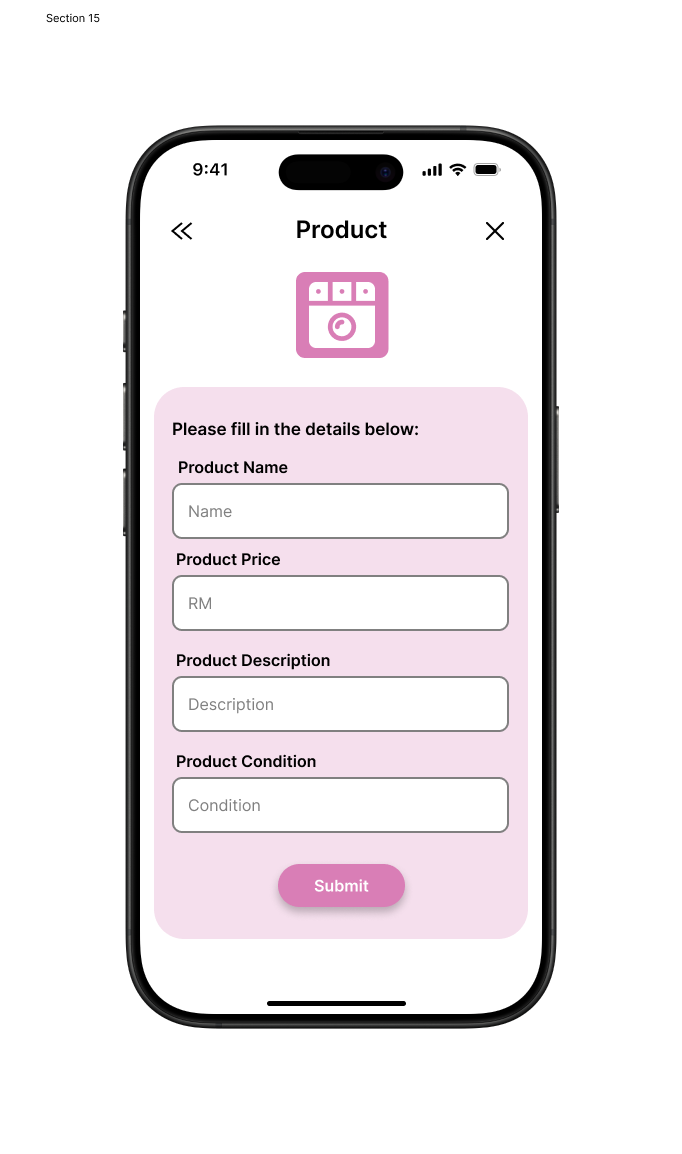 Section 15
9:41
Product
Please fill in the details below:
Product Name
Name
Product Price
RM
Product Description
Description
Product Condition
Condition
Submit